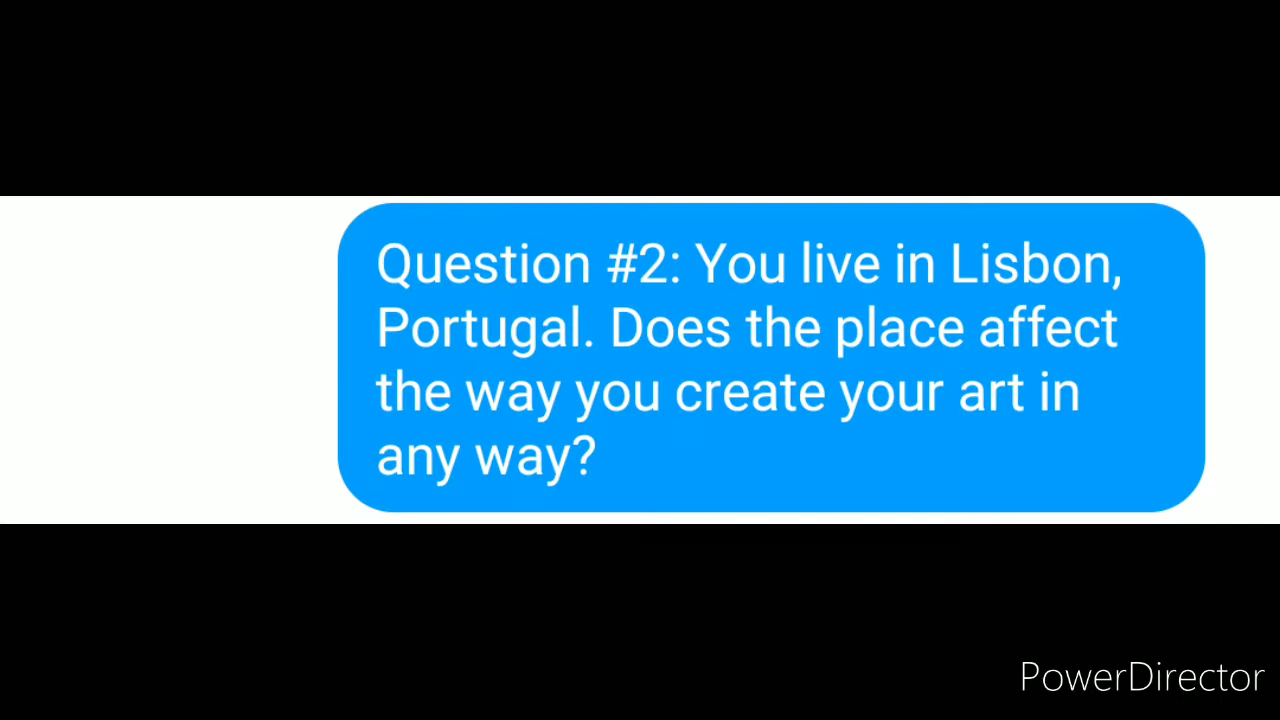 Question #2: You live in Lisbon,
Portugal. Does the place affect
the way you create your art in
any way?
PowerDirector